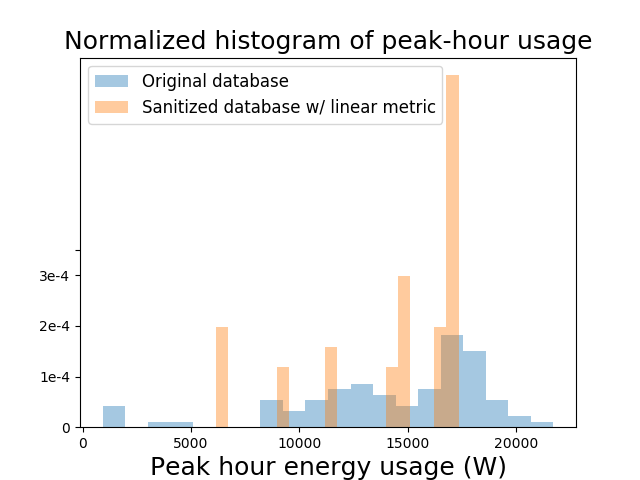 Normalized histogram of peak-hour usage
Original database
Sanitized database w/ linear metric
3e-4
2e-4
1e-4
0
0 5000 10000 15000 20000
Peak hour energy usage (W)